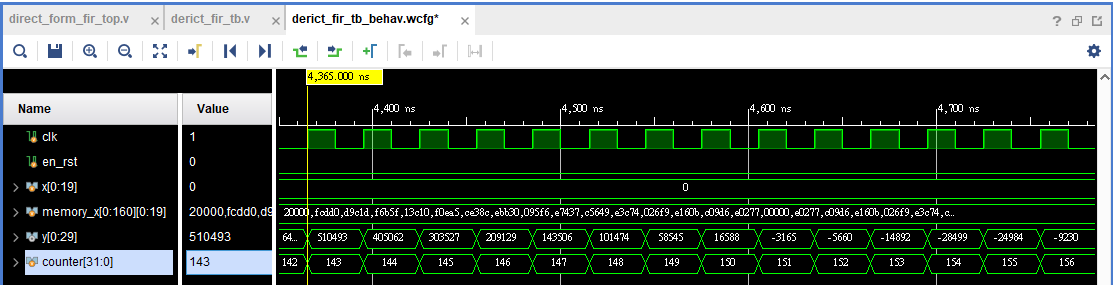 direct_form_fir_top.v × derict_fir_tb.v × derict_fir_tb_behav.wcfg* × ?
4,365.000 ns
Name Value
4,400 ns 4,500 ns 4,600 ns 4,700 ns
clk 1
en_rst 0
x[0:19] 0 0
memory_x[0:160][0:19] 20000,fcdd0,d9 20000,fcdd0,d9c1d,f6b5f,13c10,f0ea5,ce38c,ebb30,095f6,e7437,c5649,e3c74,026f9,e160b,c09d6,e0277,00000,e0277,c09d6,e160b,026f9,e3c74,c…
y[0:29] 510493 64… 510493 405062 303527 209129 143506 101474 58545 16588 -3165 -5660 -14892 -28499 -24984 -9230
counter[31:0] 143 142 143 144 145 146 147 148 149 150 151 152 153 154 155 156